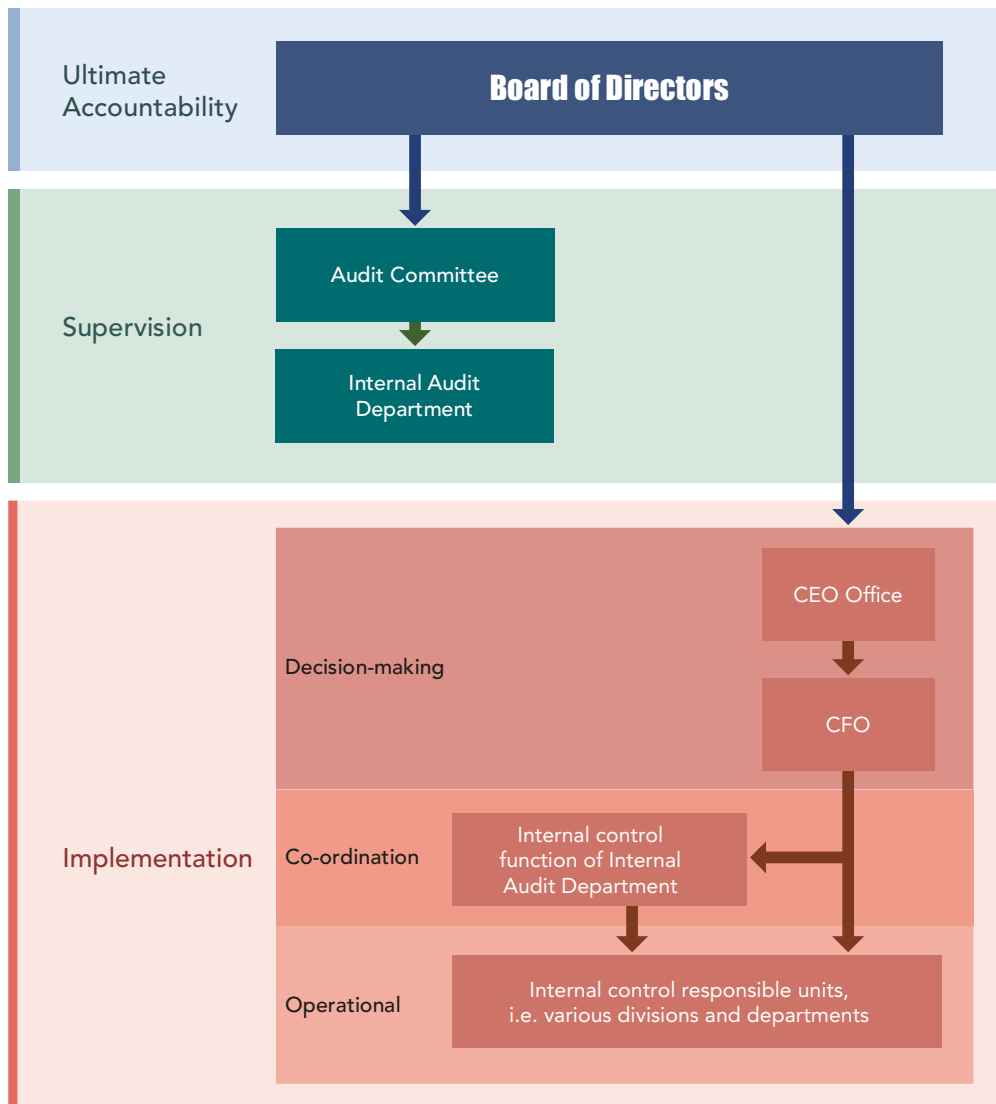 Ultimate
Accountability
Board of Directors
Supervision
Audit Committee
Internal Audit
Department
Implementation
Decision-making
CEO Office
CFO
Co-ordination
Internal control
function of Internal
Audit Department
Operational
Internal control responsible units,
i.e. various divisions and departments